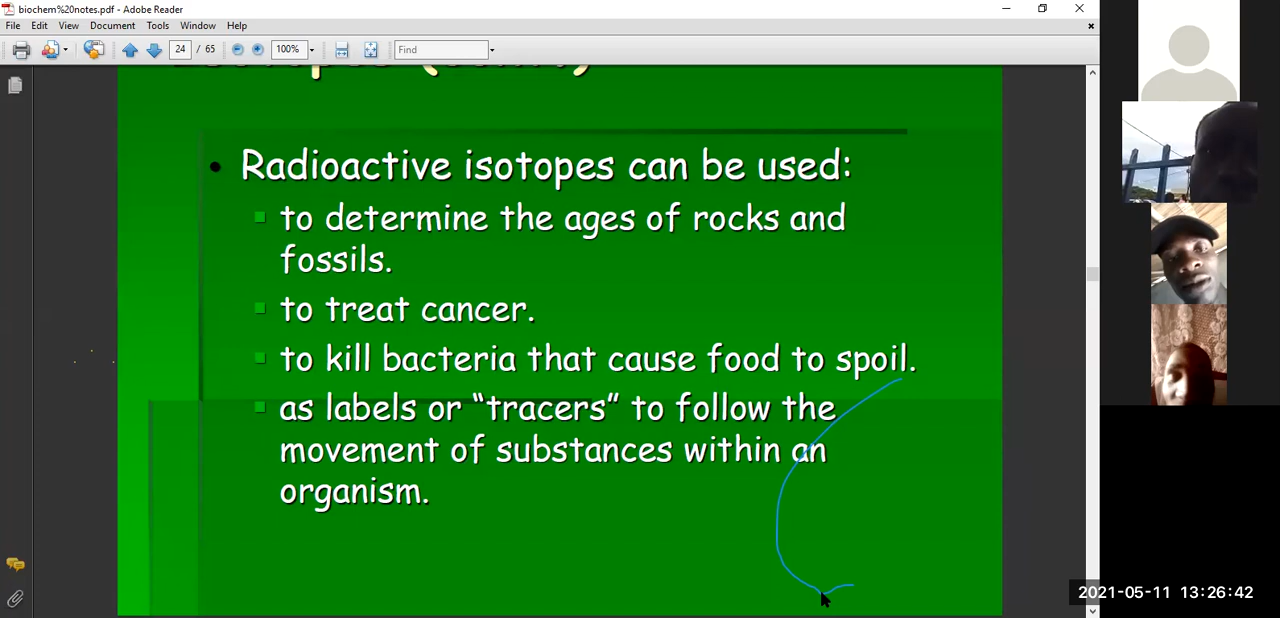 biochem%20notes.pdf - Adobe Reader
File Edit View Document Tools Window Help
24 / 65 100% Find
Radioactive isotopes can be used:
to determine the ages of rocks and
fossils.
to treat cancer.
to kill bacteria that cause food to spoil.
as labels or “tracers” to follow the
movement of substances within an
organism.
2021-05-11 13:26:42